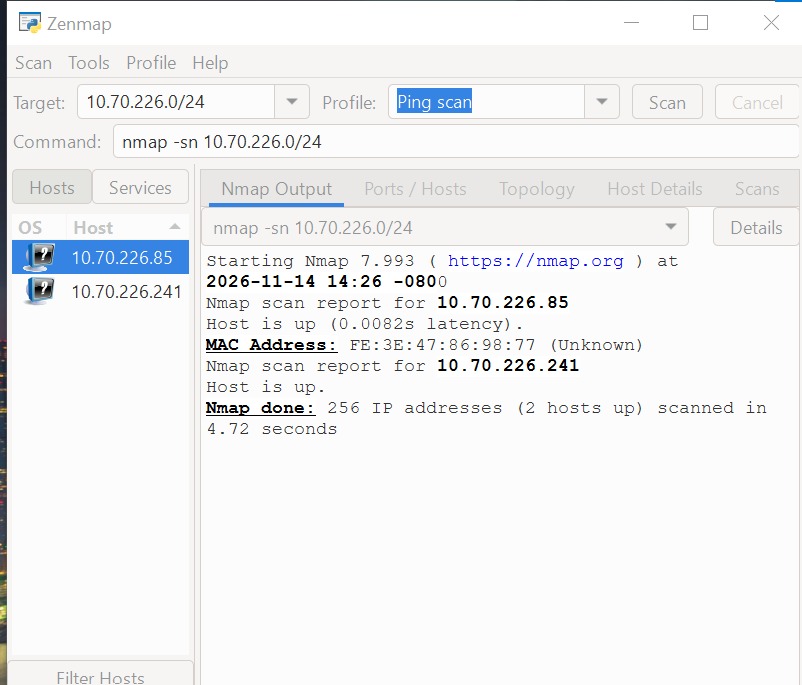 Zenmap
Scan Tools Profile Help
Target: 10.70.226.0/24 Profile: Ping scan Scan Cancel
Command: nmap -sn 10.70.226.0/24
Hosts Services Nmap Output Ports / Hosts Topology Host Details Scans
OS Host nmap -sn 10.70.226.0/24 Details
10.70.226.85
10.70.226.241
Starting Nmap 7.993 ( https://nmap.org ) at
2026-11-14 14:26 -0800
Nmap scan report for 10.70.226.85
Host is up (0.0082s latency).
MAC Address: FE:3E:47:86:98:77 (Unknown)
Nmap scan report for 10.70.226.241
Host is up.
Nmap done: 256 IP addresses (2 hosts up) scanned in
4.72 seconds
Filter Hosts